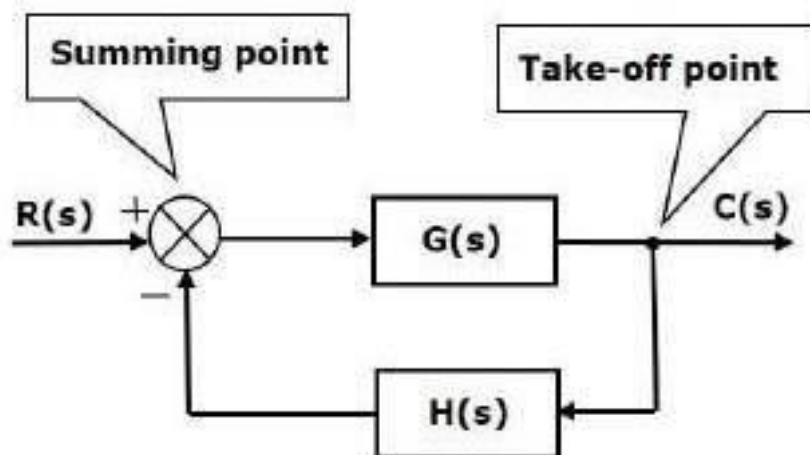 Summing point
Take-off point
R(s)
+
G(s)
C(s)
−
H(s)